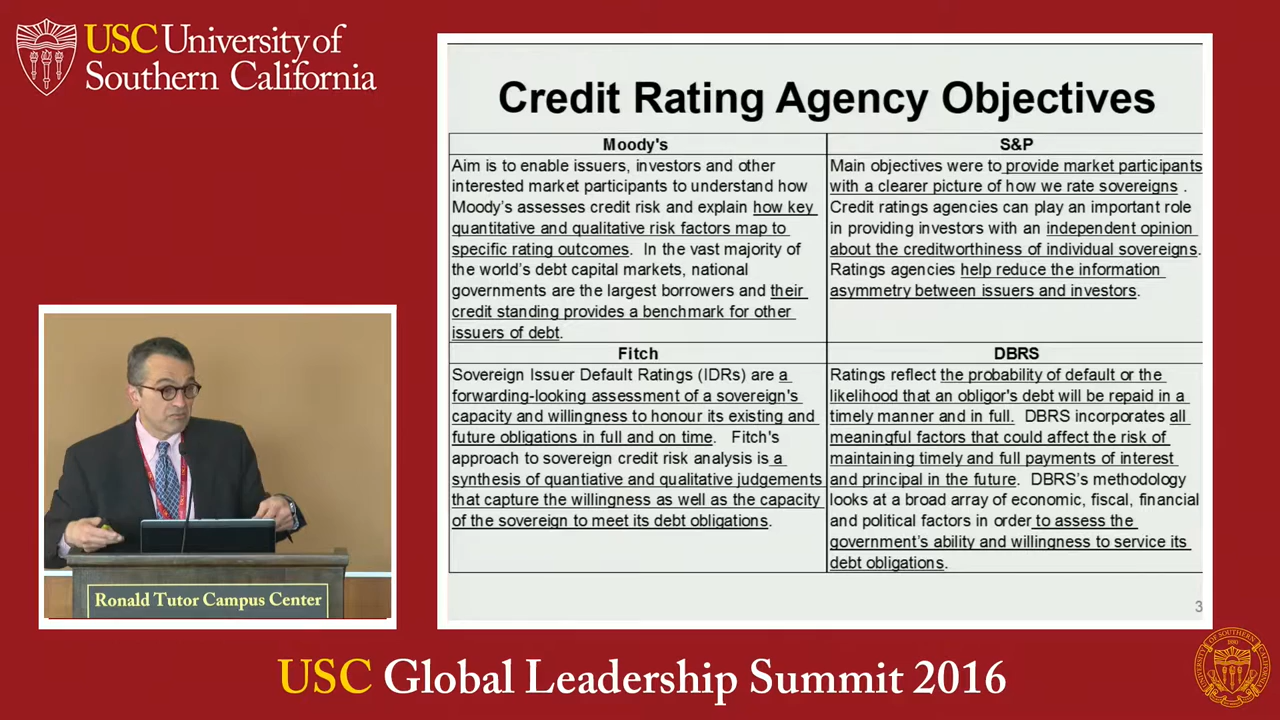 USC University of
Southern California
Credit Rating Agency Objectives
Moody's
Aim is to enable issuers, investors and other
interested market participants to understand how
Moody's assesses credit risk and explain how key
quantitative and qualitative risk factors map to
specific rating outcomes. In the vast majority of
the world's debt capital markets, national
governments are the largest borrowers and their
credit standing provides a benchmark for other
issuers of debt.
S&P
Main objectives were to provide market participants
with a clearer picture of how we rate sovereigns .
Credit ratings agencies can play an important role
in providing investors with an independent opinion
about the creditworthiness of individual sovereigns.
Ratings agencies help reduce the information
asymmetry between issuers and investors.
Fitch
Sovereign Issuer Default Ratings (IDRs) are a
forwarding-looking assessment of a sovereign's
capacity and willingness to honour its existing and
future obligations in full and on time. Fitch's
approach to sovereign credit risk analysis is a
synthesis of quantiative and qualitative judgements
that capture the willingness as well as the capacity
of the sovereign to meet its debt obligations.
DBRS
Ratings reflect the probability of default or the
likelihood that an obligor's debt will be repaid in a
timely manner and in full. DBRS incorporates all
meaningful factors that could affect the risk of
maintaining timely and full payments of interest
and principal in the future. DBRS's methodology
looks at a broad array of economic, fiscal, financial
and political factors in order to assess the
government's ability and willingness to service its
debt obligations.
3
Ronald Tutor Campus Center
USC Global Leadership Summit 2016